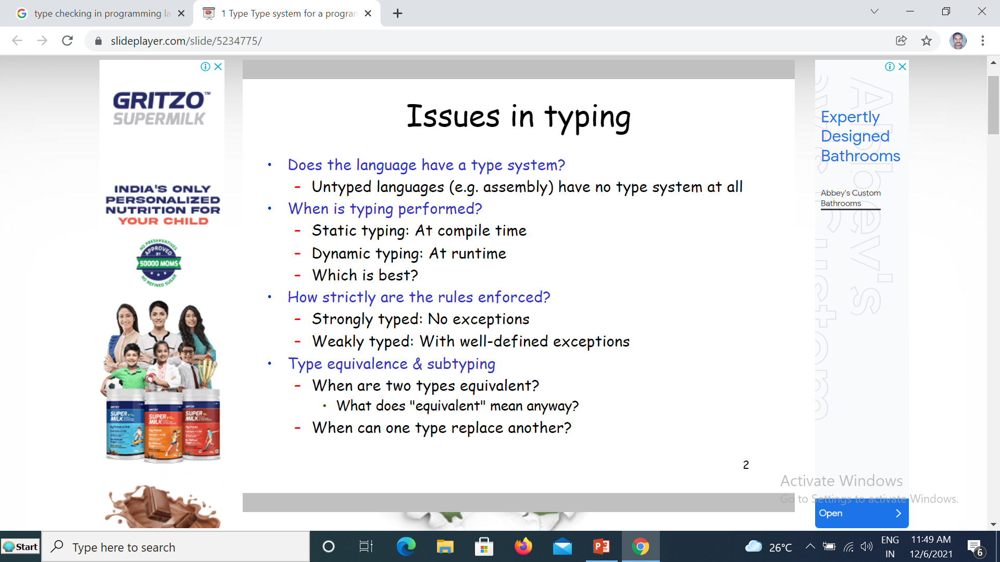 type checking in programming la
1 Type Type system for a program
slideplayer.com/slide/5234775/
GRITZO™
SUPERMILK
INDIA'S ONLY
PERSONALIZED
NUTRITION FOR
YOUR CHILD
NO PRESERVATIVES
APPROVED
BY
50000 MOMS
NO REFINED SUGAR
GRITZO
SUPER
MILK
GRITZO
SUPER
MILK
GRITZO
SUPER
MILK
Issues in typing
• Does the language have a type system?
– Untyped languages (e.g. assembly) have no type system at all
• When is typing performed?
– Static typing: At compile time
– Dynamic typing: At runtime
– Which is best?
• How strictly are the rules enforced?
– Strongly typed: No exceptions
– Weakly typed: With well-defined exceptions
• Type equivalence & subtyping
– When are two types equivalent?
• What does "equivalent" mean anyway?
– When can one type replace another?
2
Abbey's
Custom
Expertly
Designed
Bathrooms
Abbey's Custom
Bathrooms
Activate Windows
Go to Settings to activate Windows.
Open
Start
Type here to search
26°C
ENG
IN
11:49 AM
12/6/2021
6